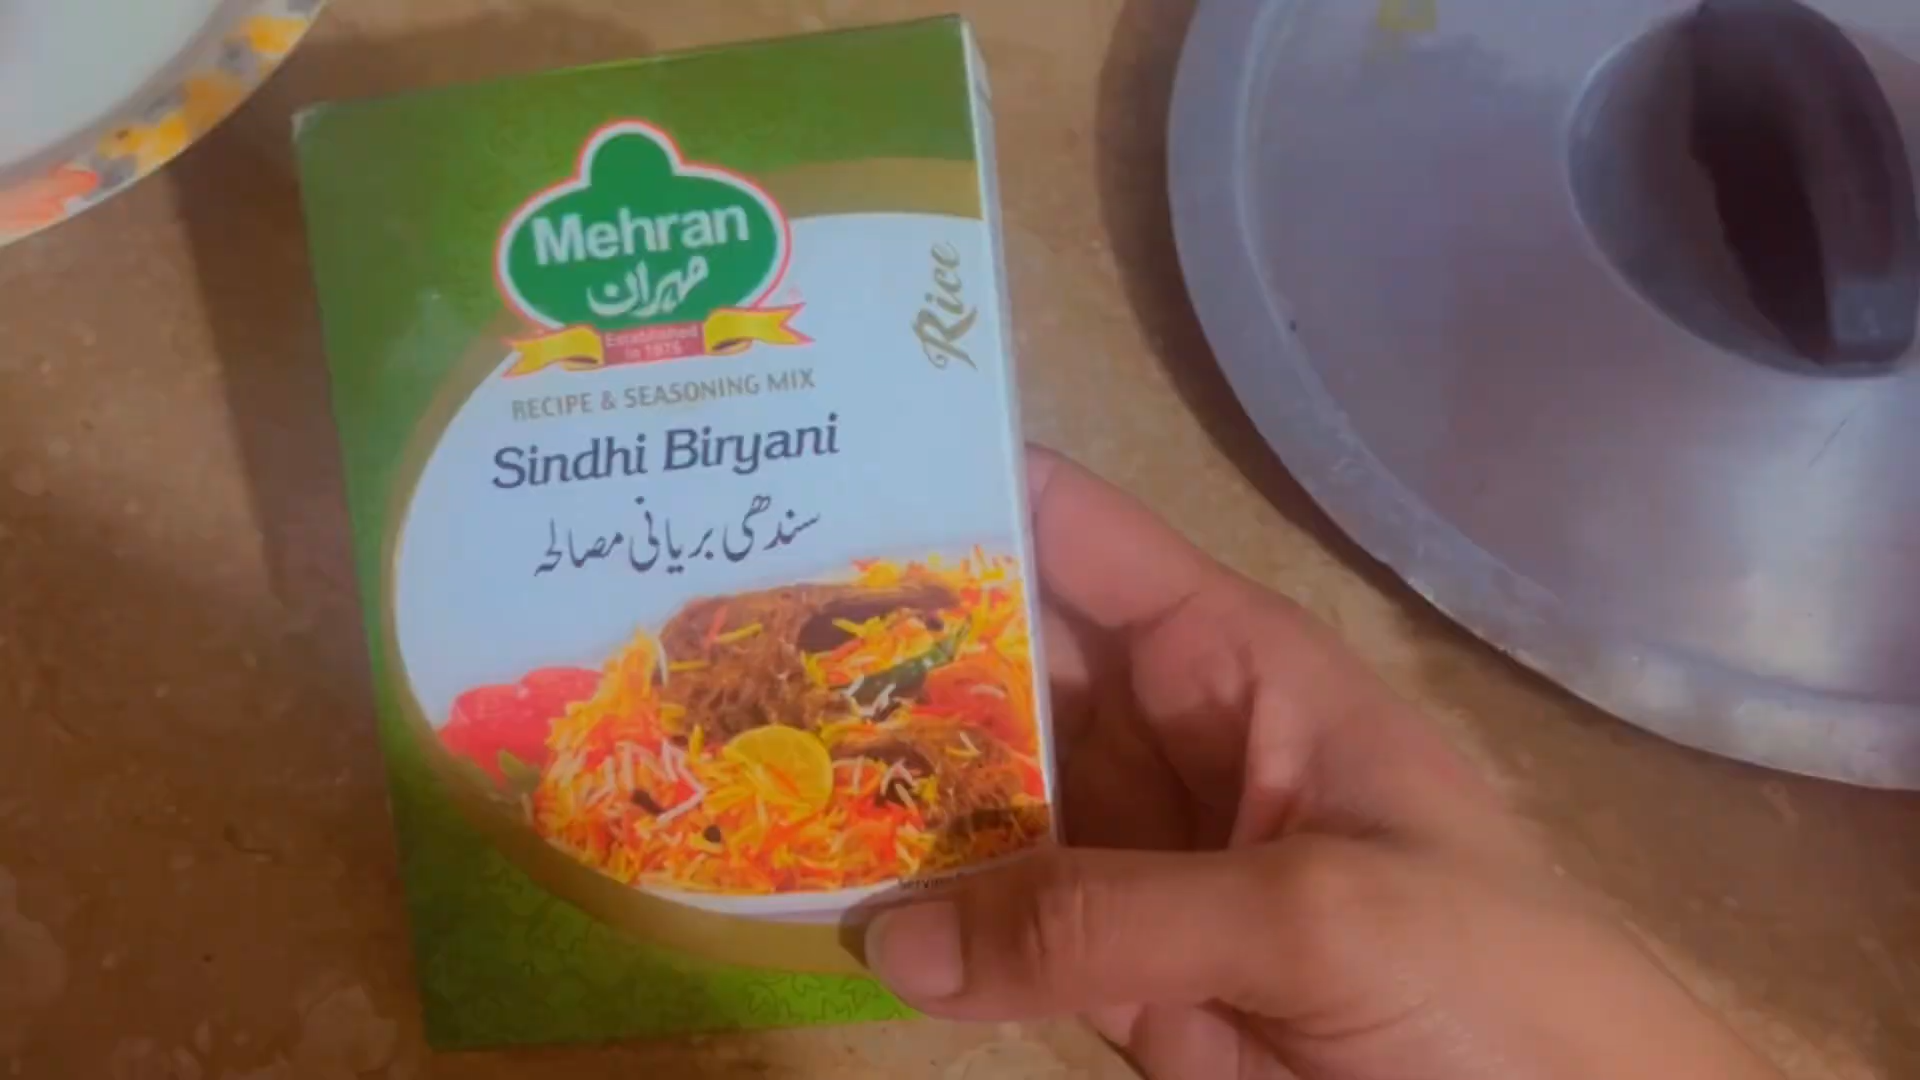 Mehran
مہران
Established
in 1975
RECIPE & SEASONING MIX
Sindhi Biryani
سندھی بریانی مصالحہ
Rice